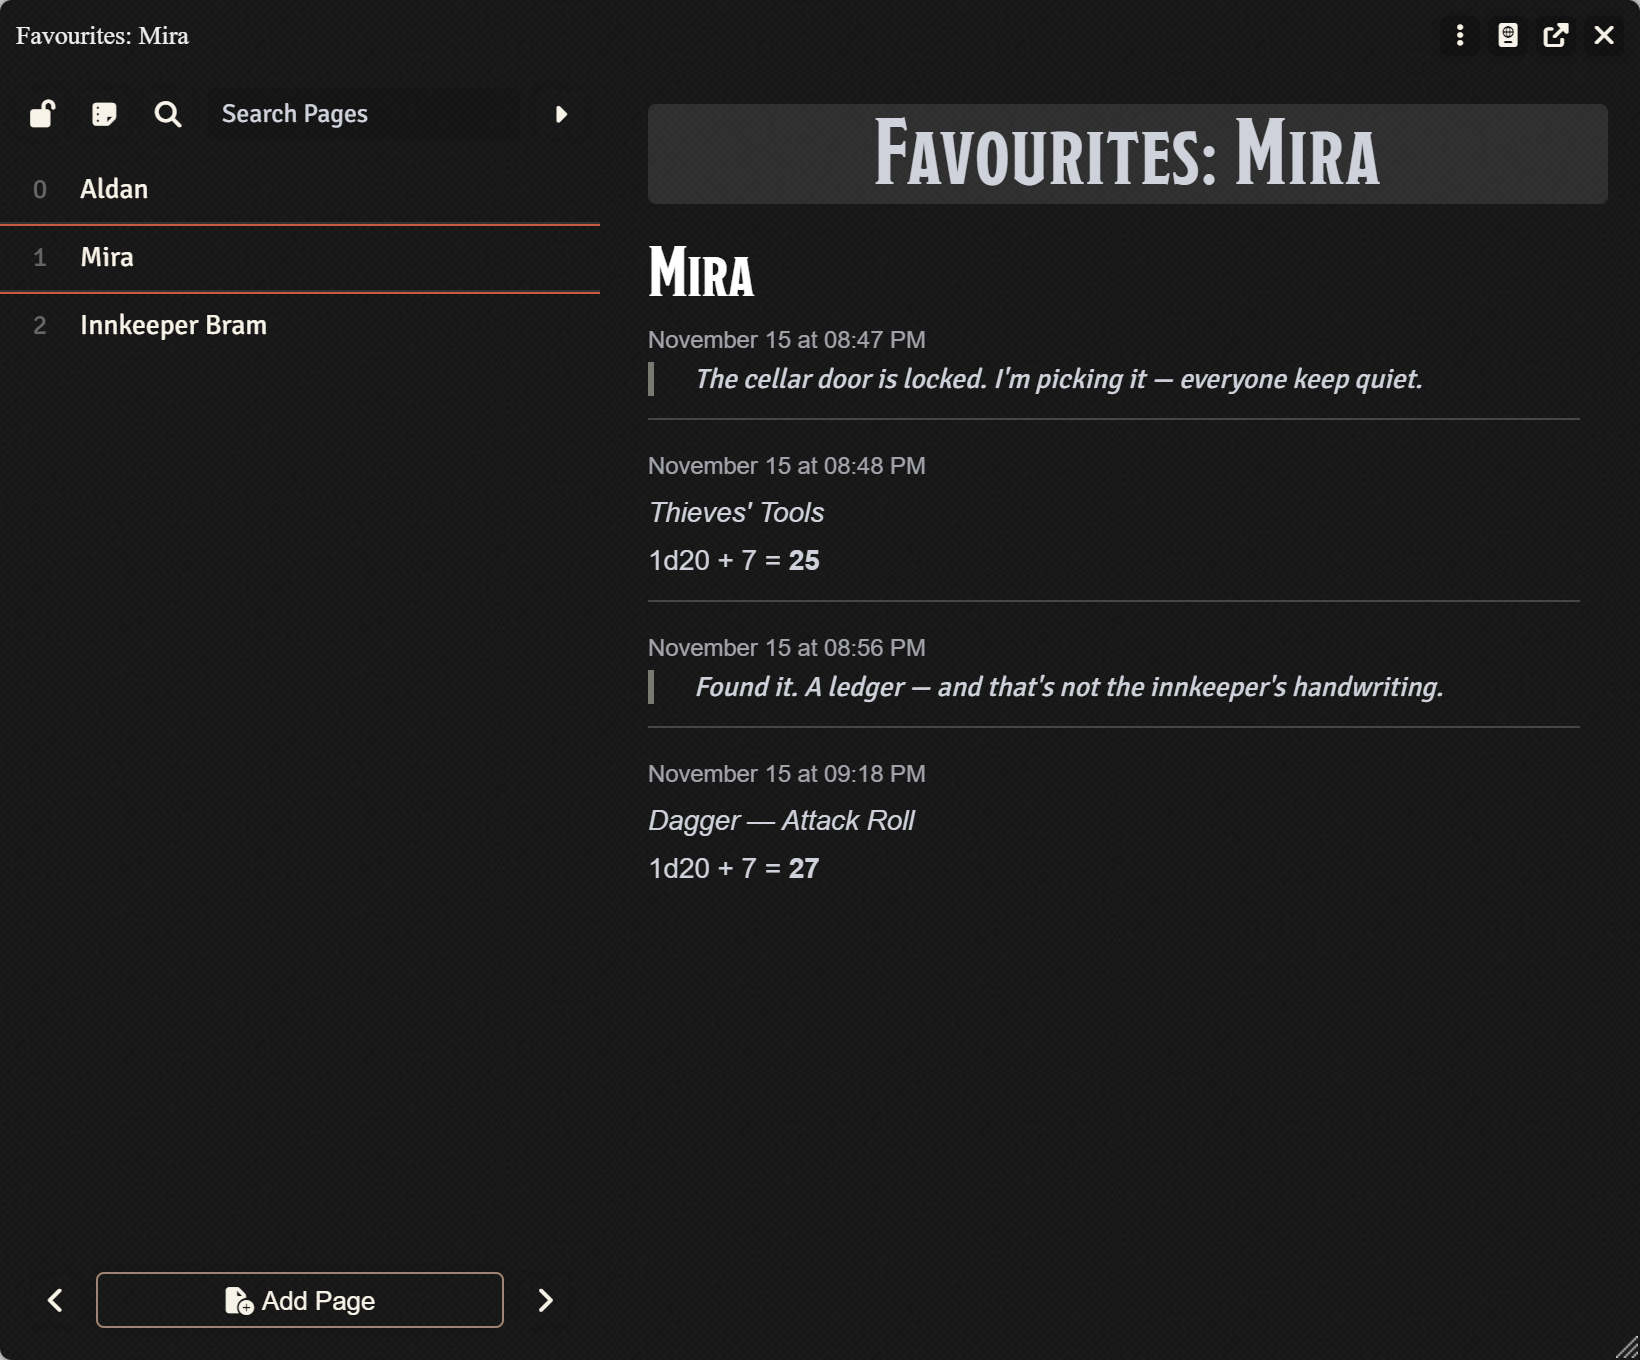 Favourites: Mira
Search Pages
0 Aldan
1 Mira
2 Innkeeper Bram
Add Page
Favourites: Mira
Mira
November 15 at 08:47 PM
The cellar door is locked. I'm picking it — everyone keep quiet.
November 15 at 08:48 PM
Thieves' Tools
1d20 + 7 = 25
November 15 at 08:56 PM
Found it. A ledger — and that's not the innkeeper's handwriting.
November 15 at 09:18 PM
Dagger — Attack Roll
1d20 + 7 = 27